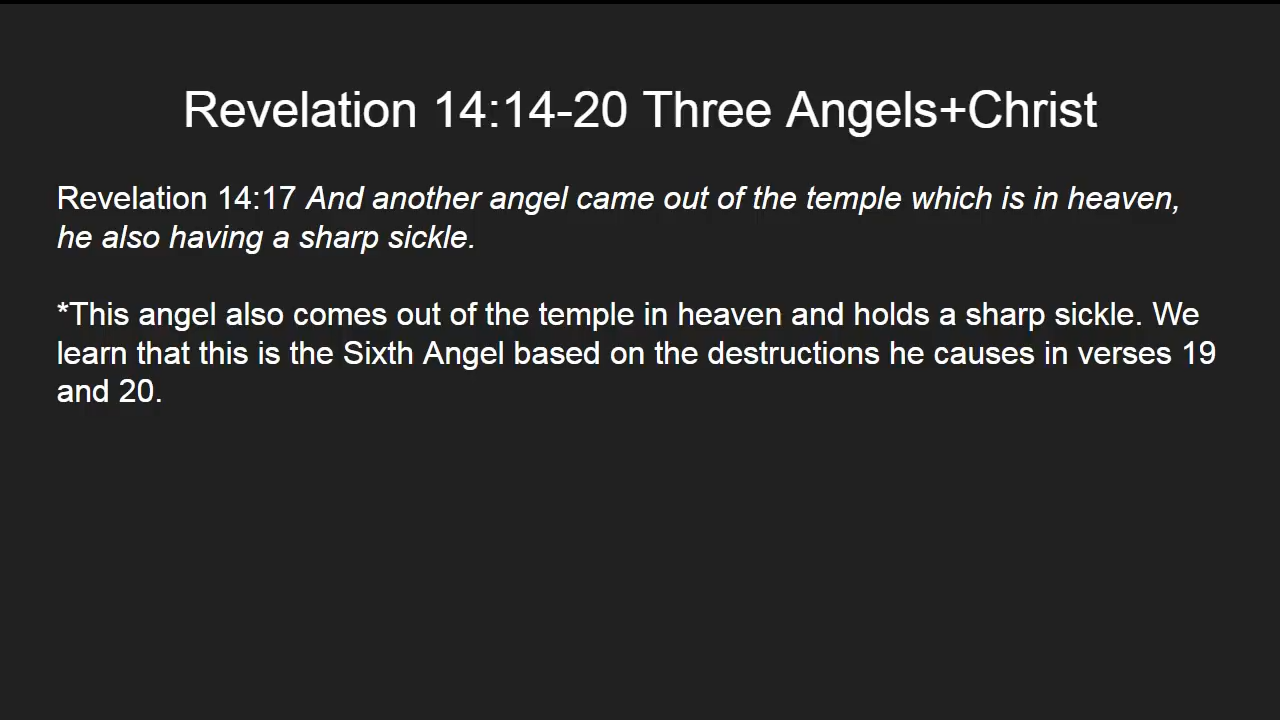 Revelation 14:14-20 Three Angels+Christ
Revelation 14:17 And another angel came out of the temple which is in heaven,
he also having a sharp sickle.
*This angel also comes out of the temple in heaven and holds a sharp sickle. We
learn that this is the Sixth Angel based on the destructions he causes in verses 19
and 20.